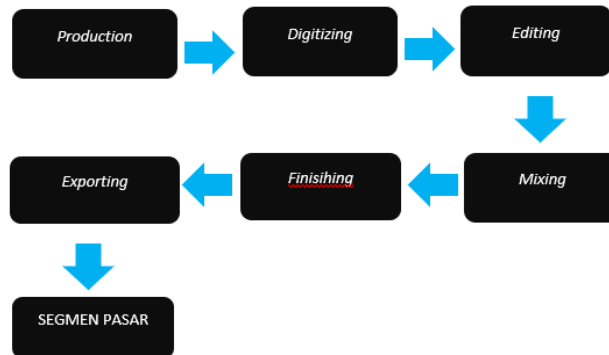 Production
Digitizing
Editing
Mixing
Finisihing
Exporting
SEGMEN PASAR